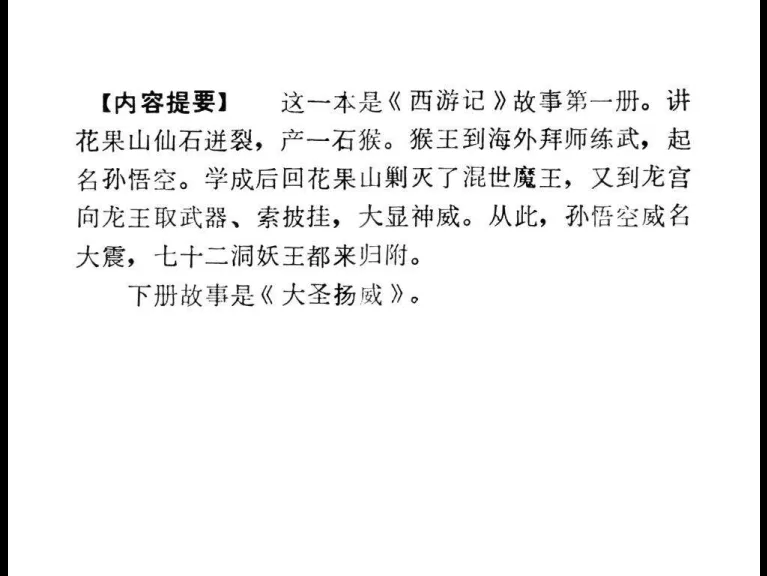 【内容提要】 这一本是《西游记》故事第一册。讲
花果山仙石迸裂，产一石猴。猴王到海外拜师练武，起
名孙悟空。学成后回花果山剿灭了混世魔王，又到龙宫
向龙王取武器、索披挂，大显神威。从此，孙悟空威名
大震，七十二洞妖王都来归附。
下册故事是《大圣扬威》。